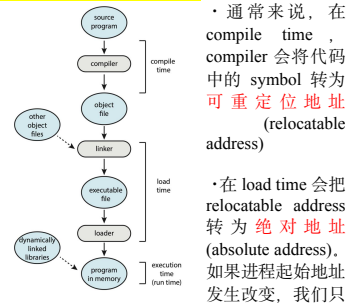 source
program
compiler
compile
time
object
file
other
object
files
linker
load
time
executable
file
loader
dynamically
linked
libraries
program
in memory
execution
time
(run time)
·通常来说，在
compile time，
compiler 会将代码
中的 symbol 转为
可重定位地址
(relocatable
address)
·在 load time 会把
relocatable address
转为绝对地址
(absolute address)。
如果进程起始地址
发生改变，我们只